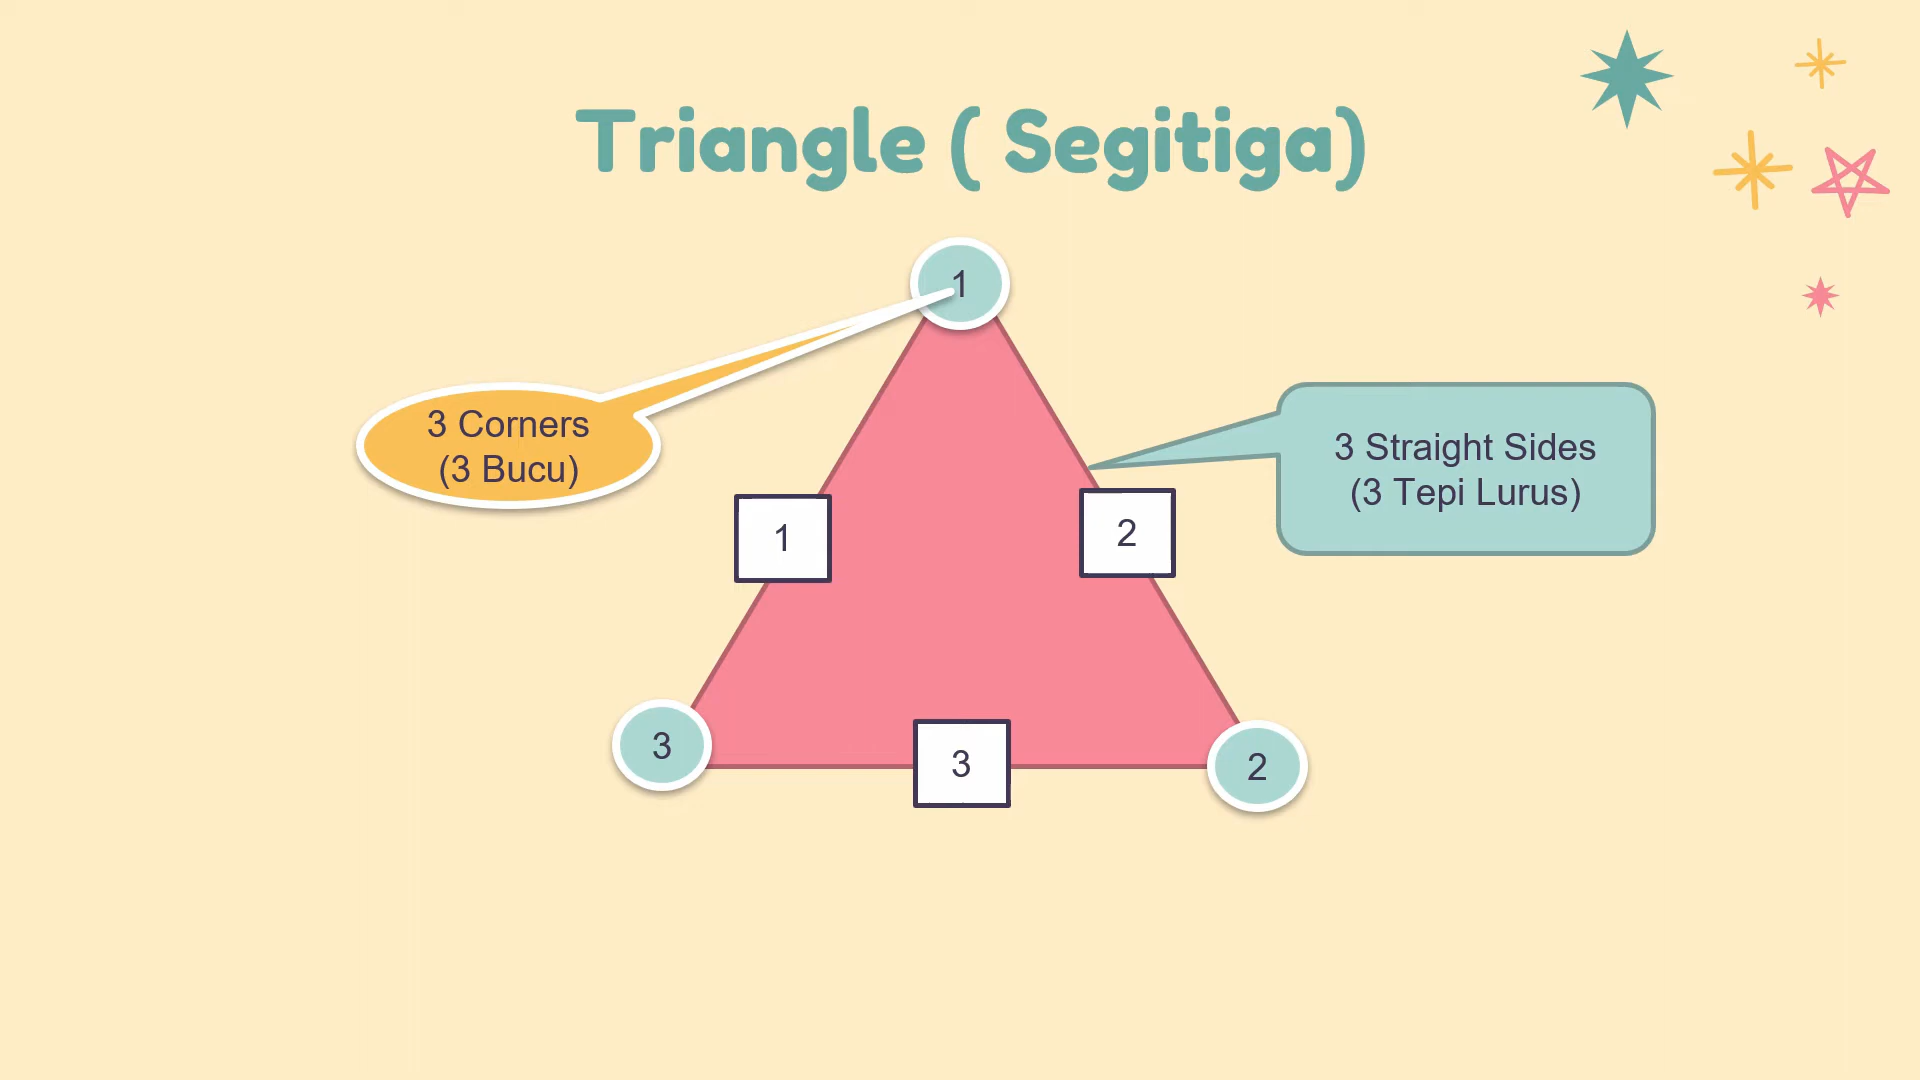 Triangle ( Segitiga)
1
3 Corners
(3 Bucu)
3 Straight Sides
(3 Tepi Lurus)
1
2
3
3
2